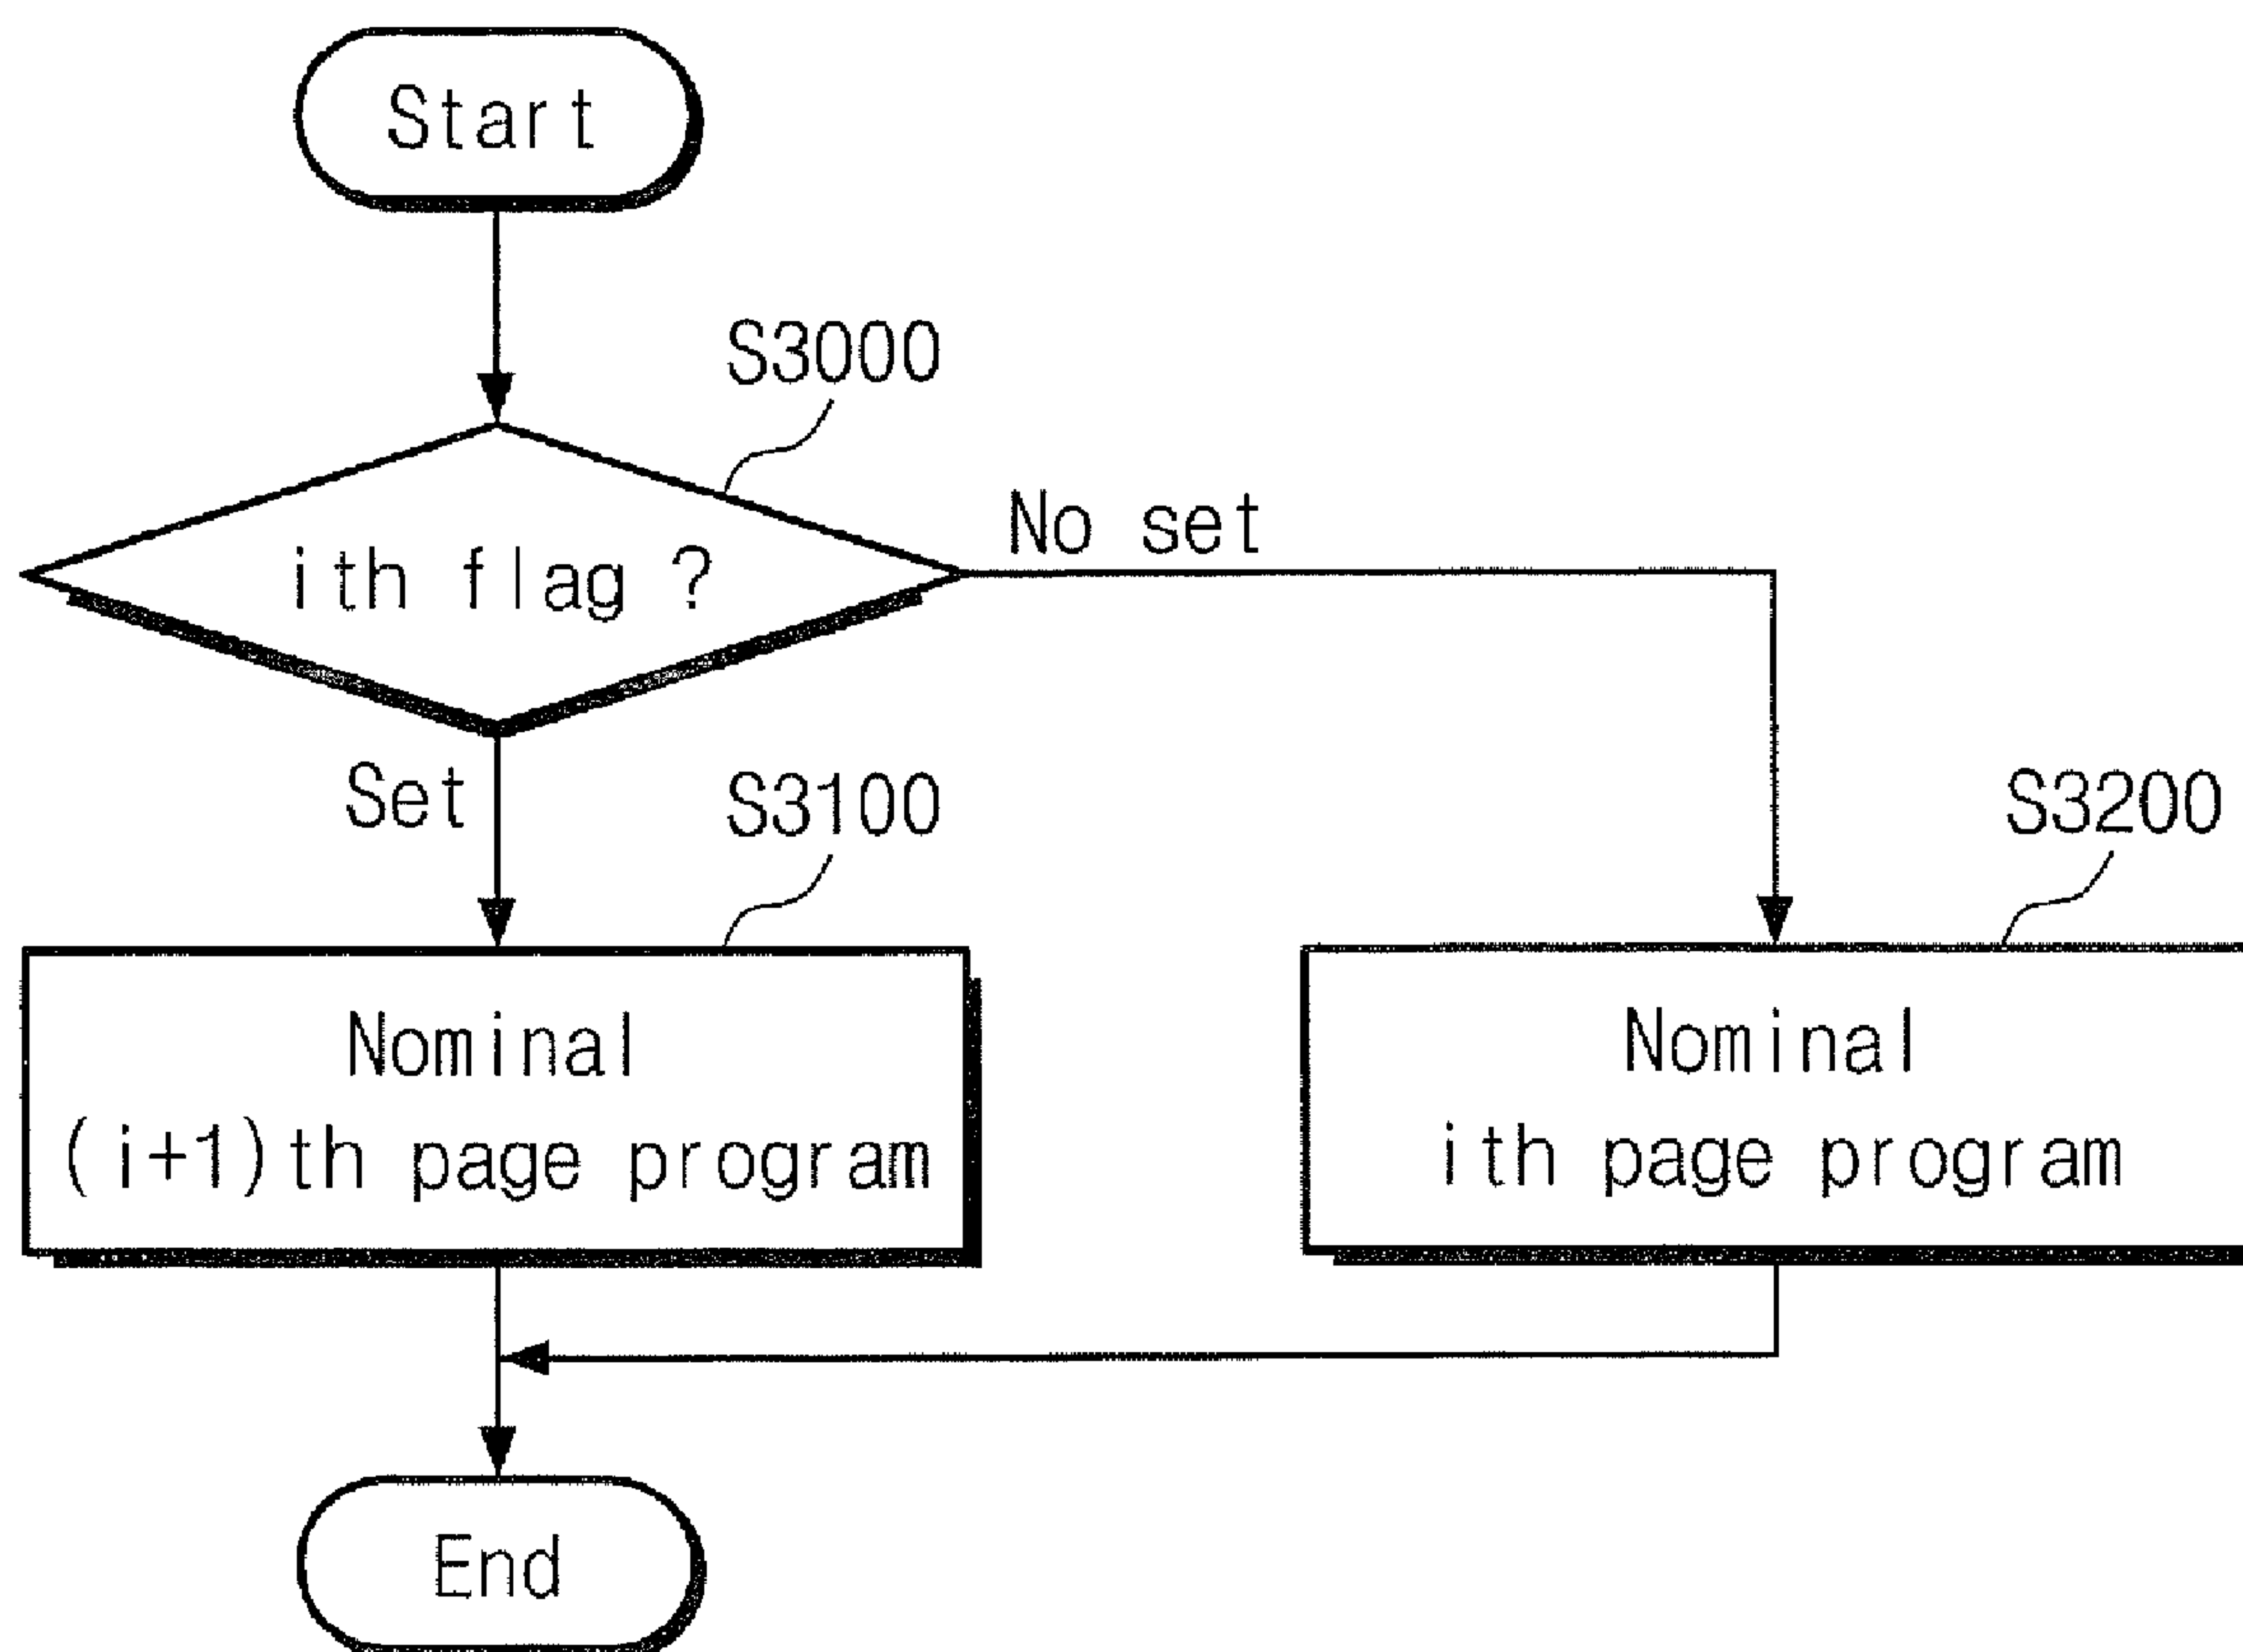 Start
S3000
ith flag ?
No set
Set
S3100
S3200
Nominal
(i+1)th page program
Nominal
ith page program
End